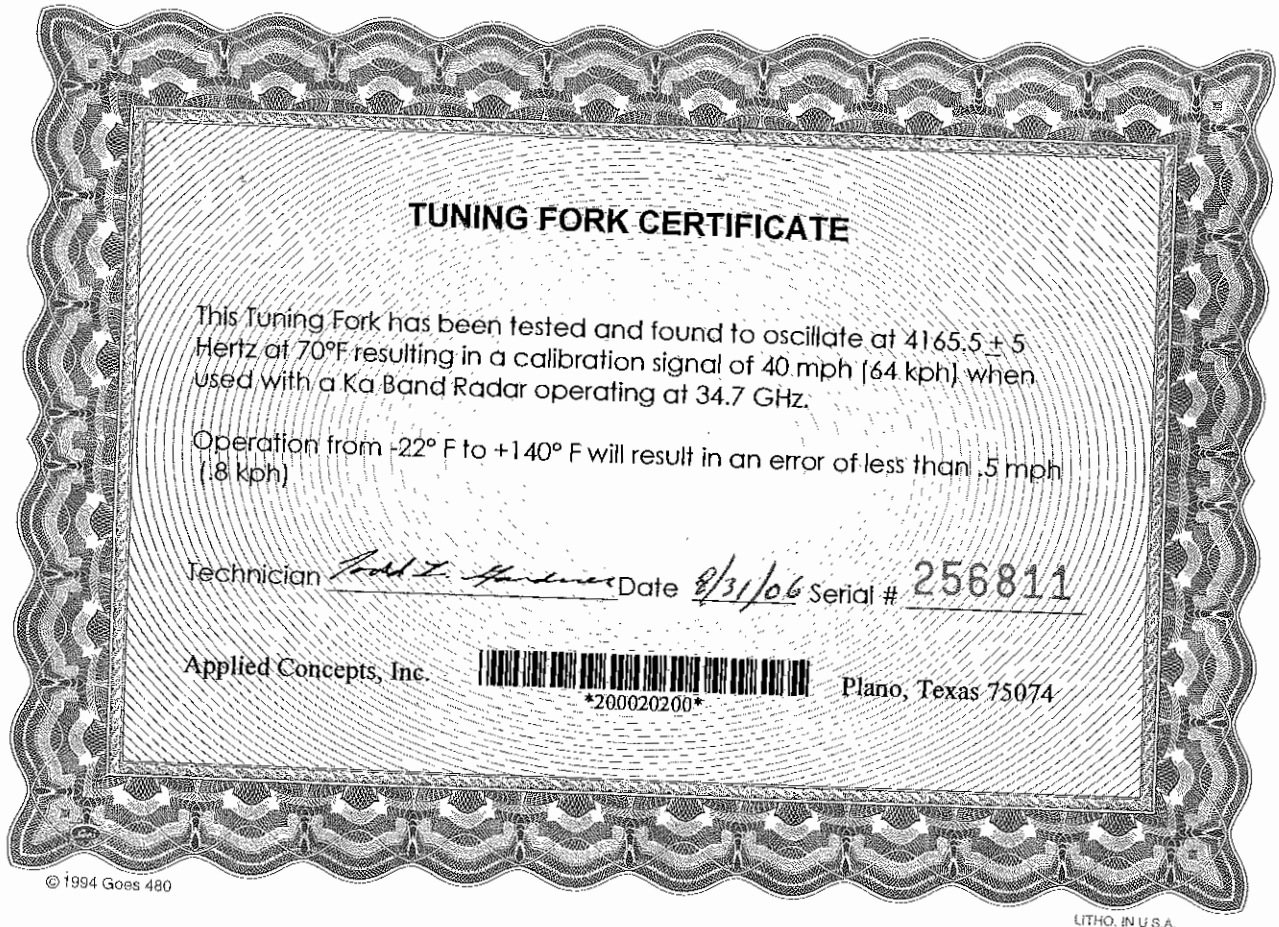 TUNING FORK CERTIFICATE
This Tuning Fork has been tested and found to oscillate at 4165.5 ± 5
Hertz at 70°F resulting in a calibration signal of 40 mph (64 kph) when
used with a Ka Band Radar operating at 34.7 GHz.
Operation from -22° F to +140° F will result in an error of less than .5 mph
(.8 kph)
Technician Todd L. Gardner Date 8/31/06 Serial # 256811
Applied Concepts, Inc. *200020200* Plano, Texas 75074
© 1994 Goes 480
LITHO. IN U.S.A.